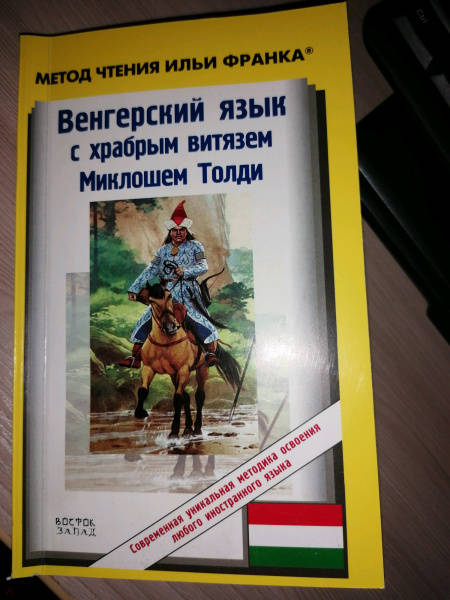 МЕТОД ЧТЕНИЯ ИЛЬИ ФРАНКА®
Венгерский язык
с храбрым витязем
Миклошем Толди
Современная уникальная методика освоения
любого иностранного языка
ВОСТОК
ЗАПАД
Ctrl